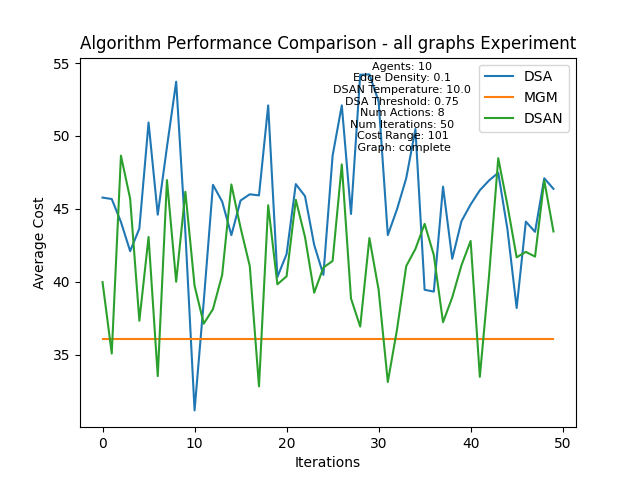 Algorithm Performance Comparison - all graphs Experiment
Agents: 10
Edge Density: 0.1
DSAN Temperature: 10.0
DSA Threshold: 0.75
Num Actions: 8
Num Iterations: 50
Cost Range: 101
Graph: complete
DSA
MGM
DSAN
Average Cost
55
50
45
40
35
0
10
20
30
40
50
Iterations